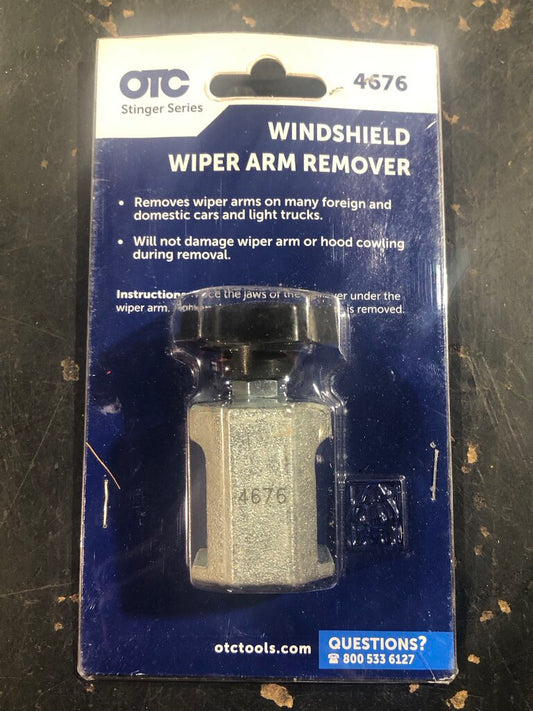 OTC
4676
Stinger Series
WINDSHIELD
WIPER ARM REMOVER
• Removes wiper arms on many foreign and
domestic cars and light trucks.
• Will not damage wiper arm or hood cowling
during removal.
the jaws of the under the
wiper arm. is removed.
4676
otctools.com
QUESTIONS?
☎ 800 533 6127